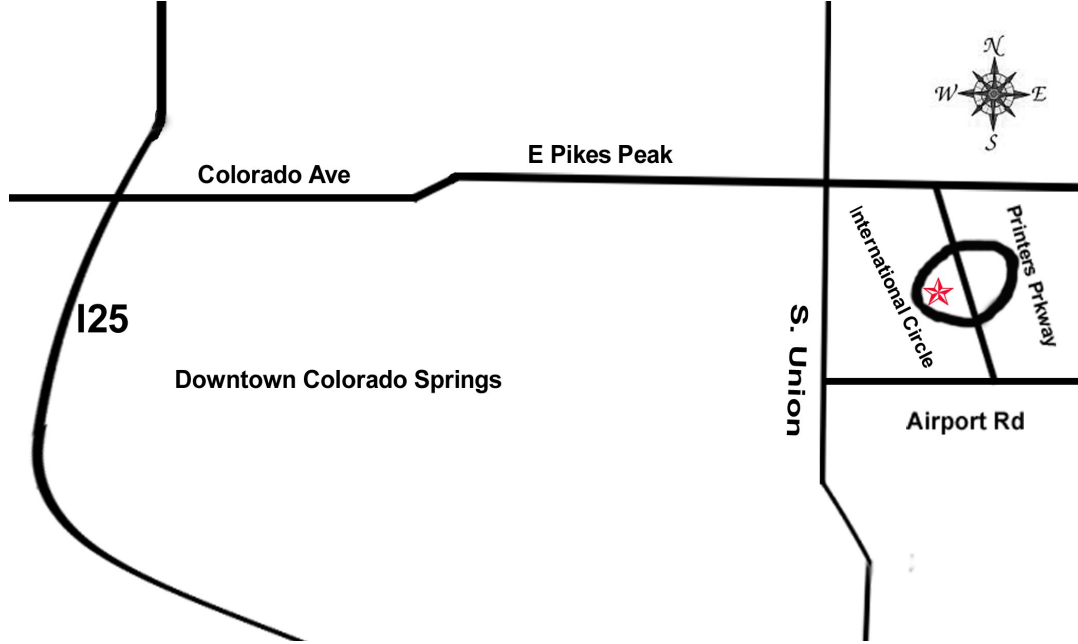 N
W E
S
E Pikes Peak
Colorado Ave
International Circle
Printers Prkway
I25
S. Union
Downtown Colorado Springs
Airport Rd